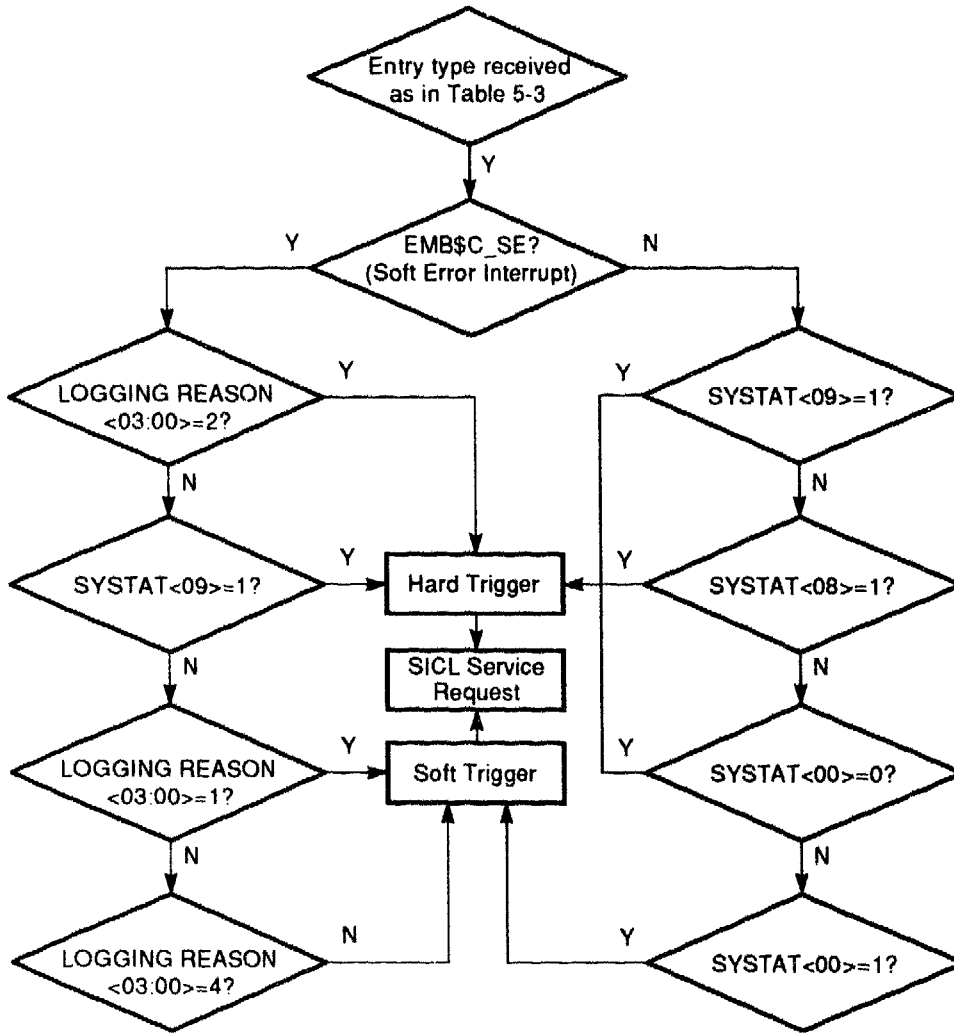 Entry type received
as in Table 5-3
Y
EMB$C_SE?
(Soft Error Interrupt)
Y
N
LOGGING REASON
<03:00>=2?
Y
N
SYSTAT<09>=1?
Y
N
LOGGING REASON
<03:00>=1?
Y
N
LOGGING REASON
<03:00>=4?
N
Hard Trigger
SICL Service
Request
Soft Trigger
Y
SYSTAT<09>=1?
N
Y
SYSTAT<08>=1?
N
Y
SYSTAT<00>=0?
N
Y
SYSTAT<00>=1?